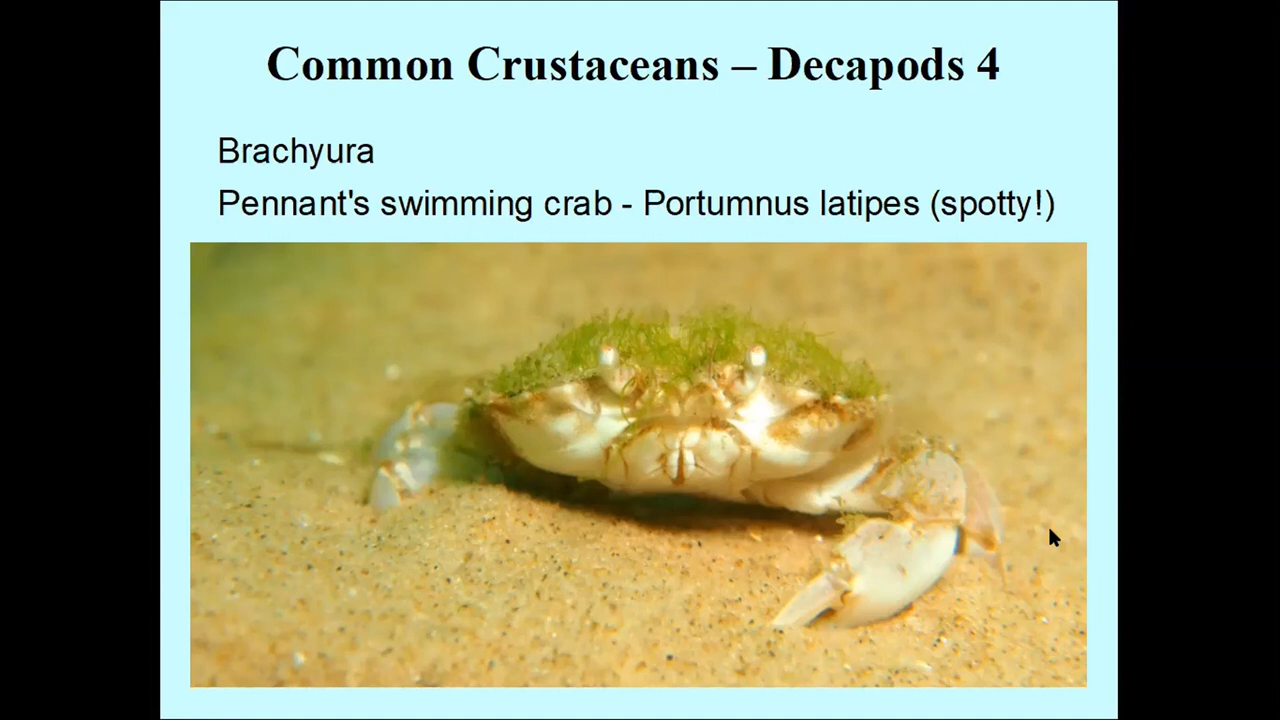 Common Crustaceans – Decapods 4
Brachyura
Pennant's swimming crab - Portumnus latipes (spotty!)